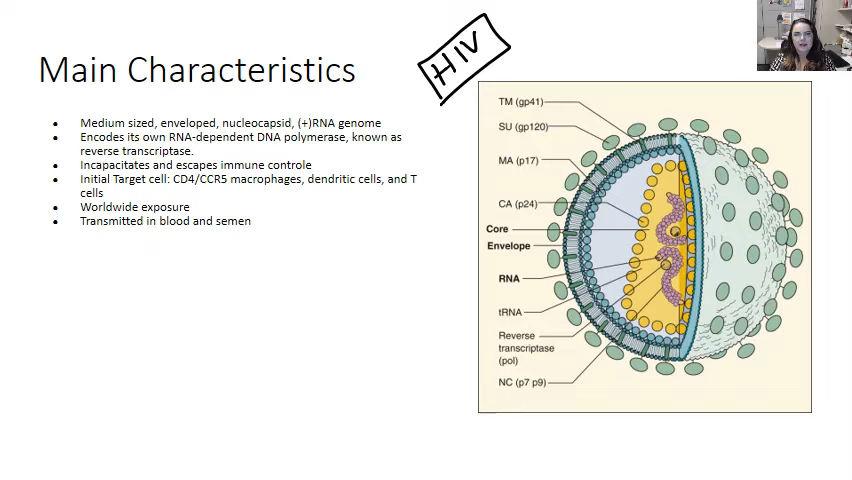 Main Characteristics
HIV
Medium sized, enveloped, nucleocapsid, (+)RNA genome
Encodes its own RNA-dependent DNA polymerase, known as
reverse transcriptase.
Incapacitates and escapes immune controle
Initial Target cell: CD4/CCR5 macrophages, dendritic cells, and T
cells
Worldwide exposure
Transmitted in blood and semen
TM (gp41)
SU (gp120)
MA (p17)
CA (p24)
Core
Envelope
RNA
tRNA
Reverse
transcriptase
(pol)
NC (p7 p9)